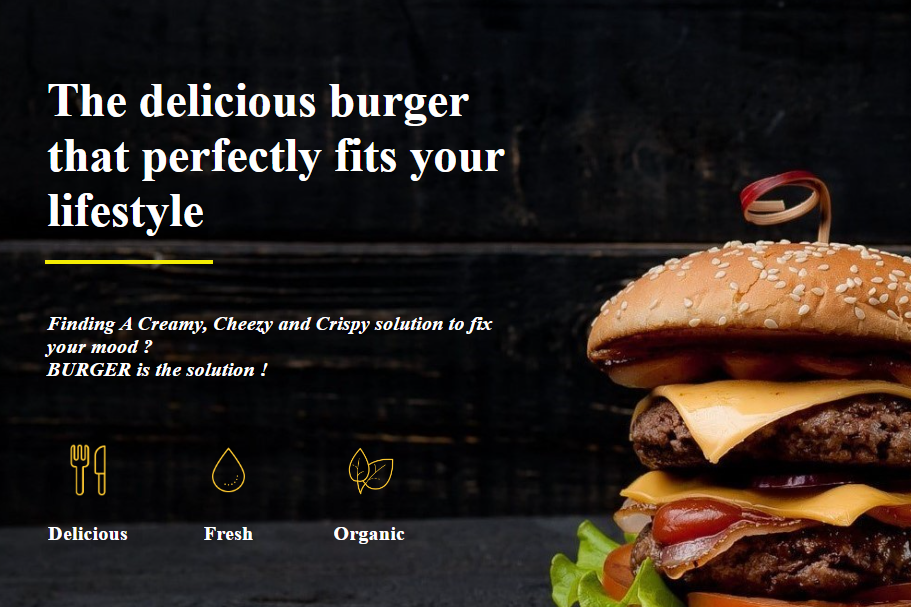 The delicious burger
that perfectly fits your
lifestyle
Finding A Creamy, Cheezy and Crispy solution to fix
your mood ?
BURGER is the solution !
Delicious
Fresh
Organic